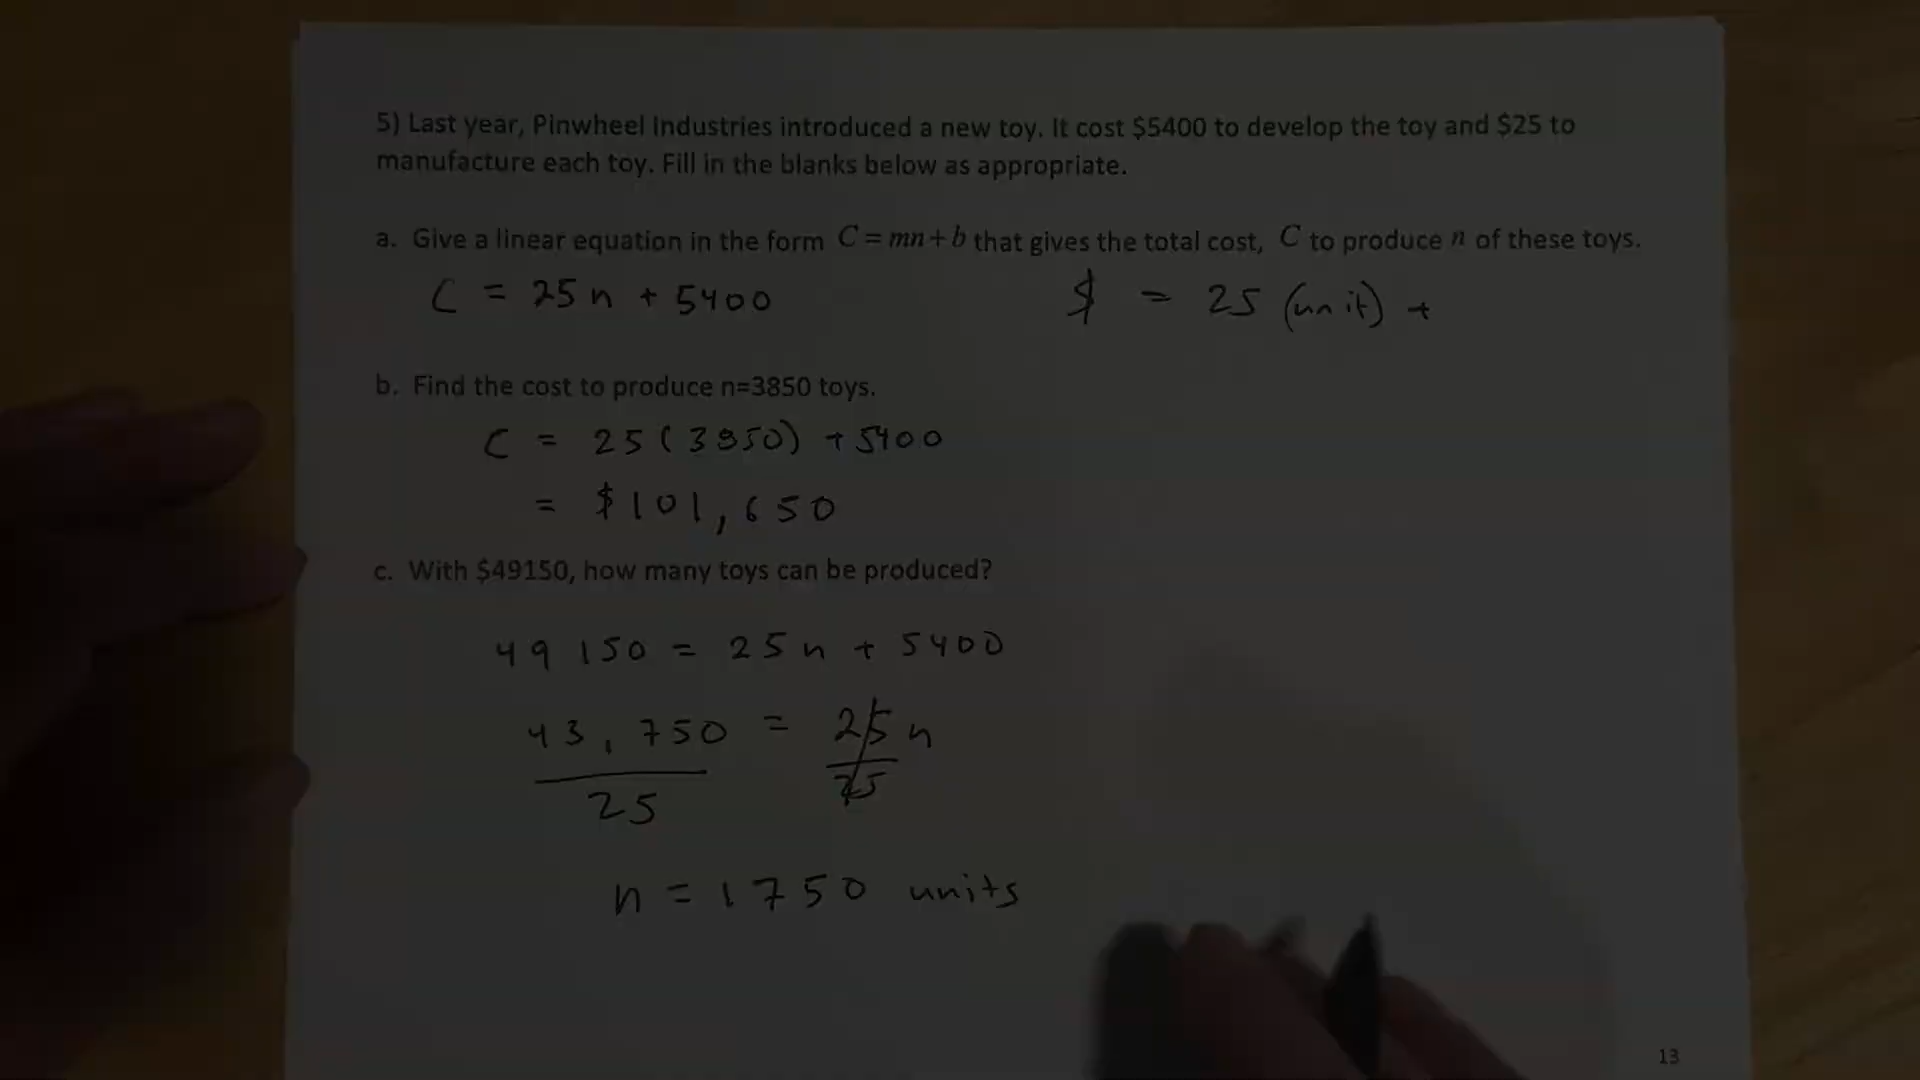 5) Last year, Pinwheel Industries introduced a new toy. It cost $5400 to develop the toy and $25 to
manufacture each toy. Fill in the blanks below as appropriate.
a. Give a linear equation in the form C = mn + b that gives the total cost, C to produce n of these toys.
C = 25 n + 5400
$ = 25 (unit) +
b. Find the cost to produce n=3850 toys.
C = 25 (3850) + 5400
= $101,650
c. With $49150, how many toys can be produced?
49150 = 25 n + 5400
43,750 = 25 n
25 25
n = 1750 units
13